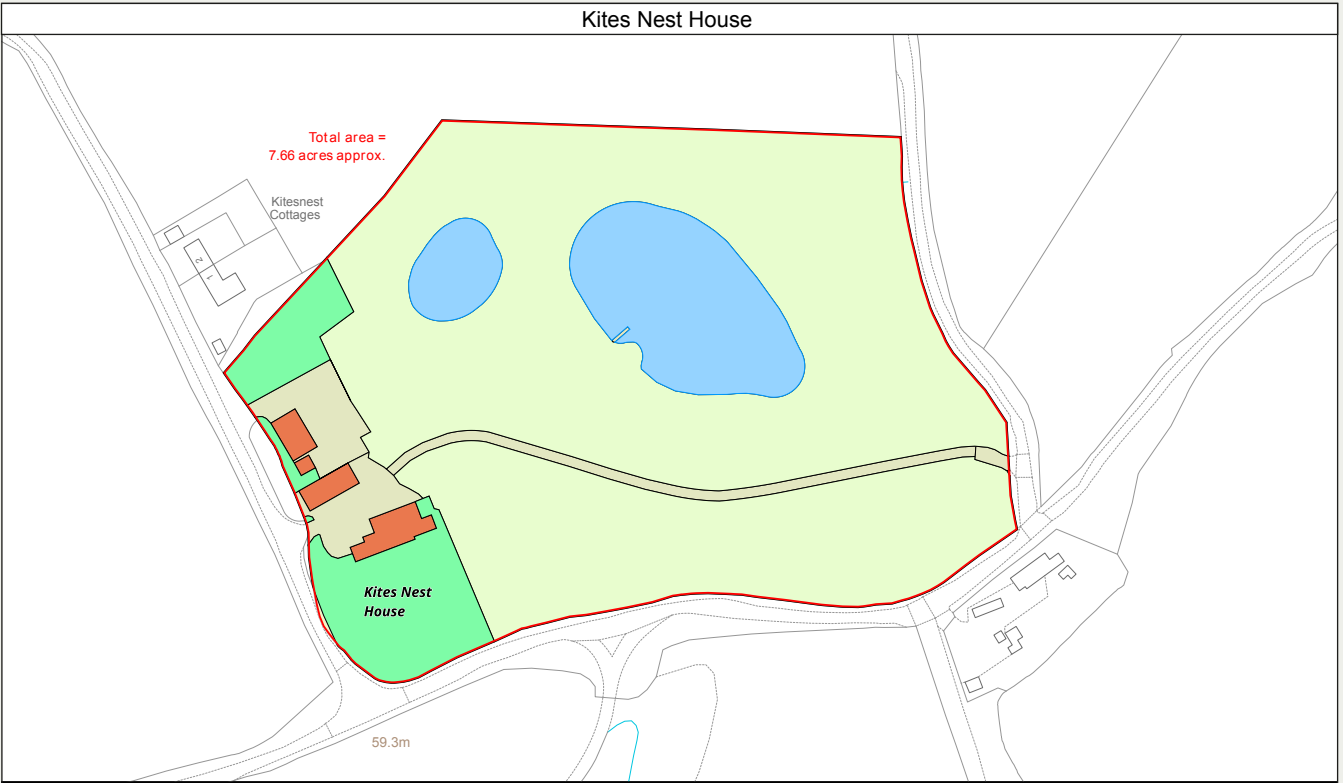 Kites Nest House
Total area =
7.66 acres approx.
Kitesnest
Cottages
2
1
Kites Nest
House
59.3m